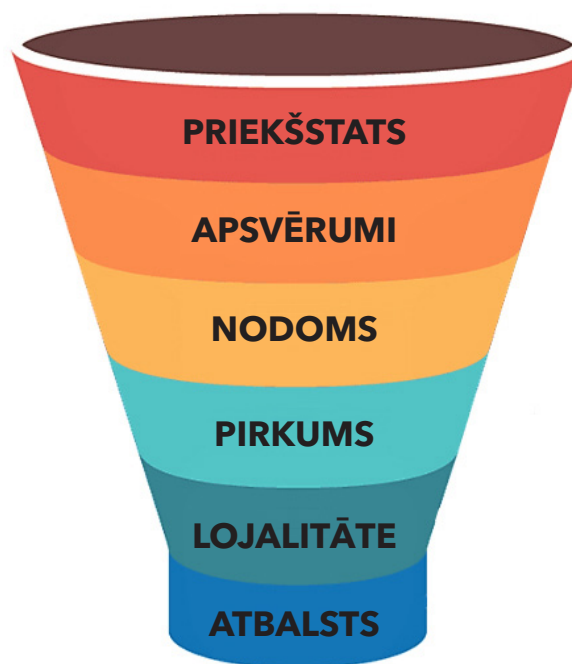 PRIEKŠSTATS
APSVĒRUMI
NODOMS
PIRKUMS
LOJALITĀTE
ATBALSTS